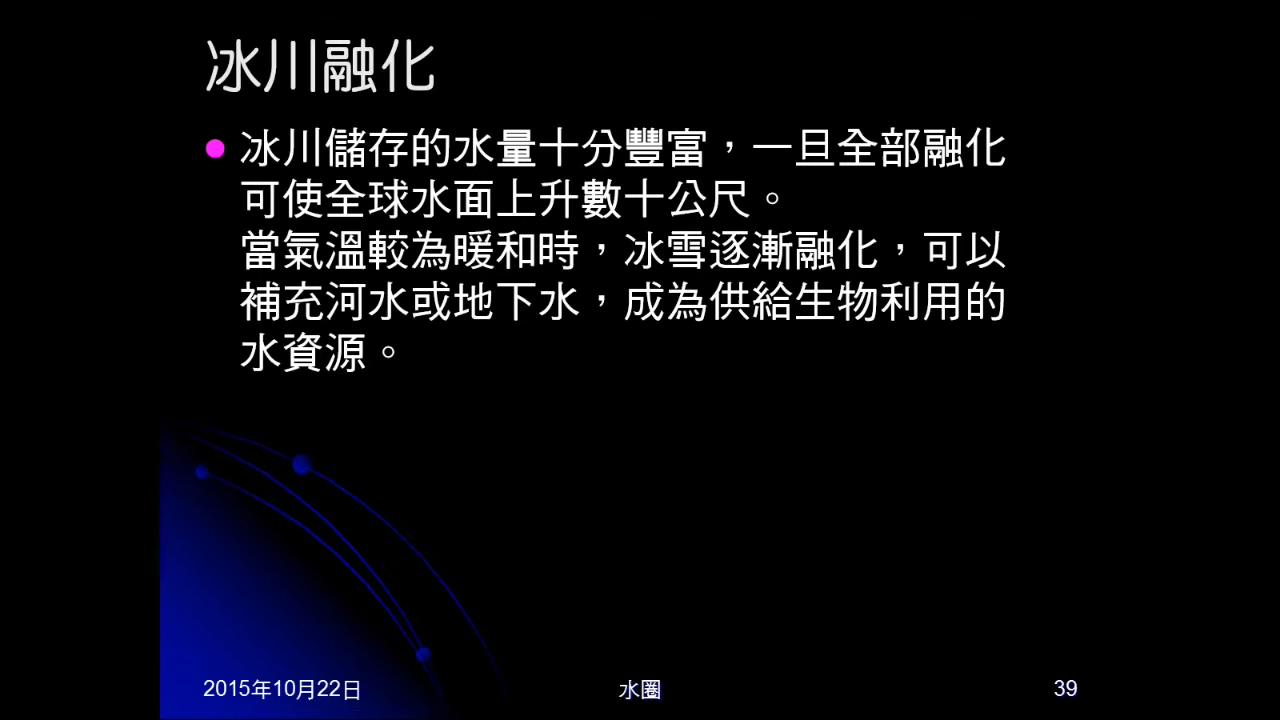 冰川融化
冰川儲存的水量十分豐富，一旦全部融化
可使全球水面上升數十公尺。
當氣溫較為暖和時，冰雪逐漸融化，可以
補充河水或地下水，成為供給生物利用的
水資源。
2015年10月22日
水圈
39